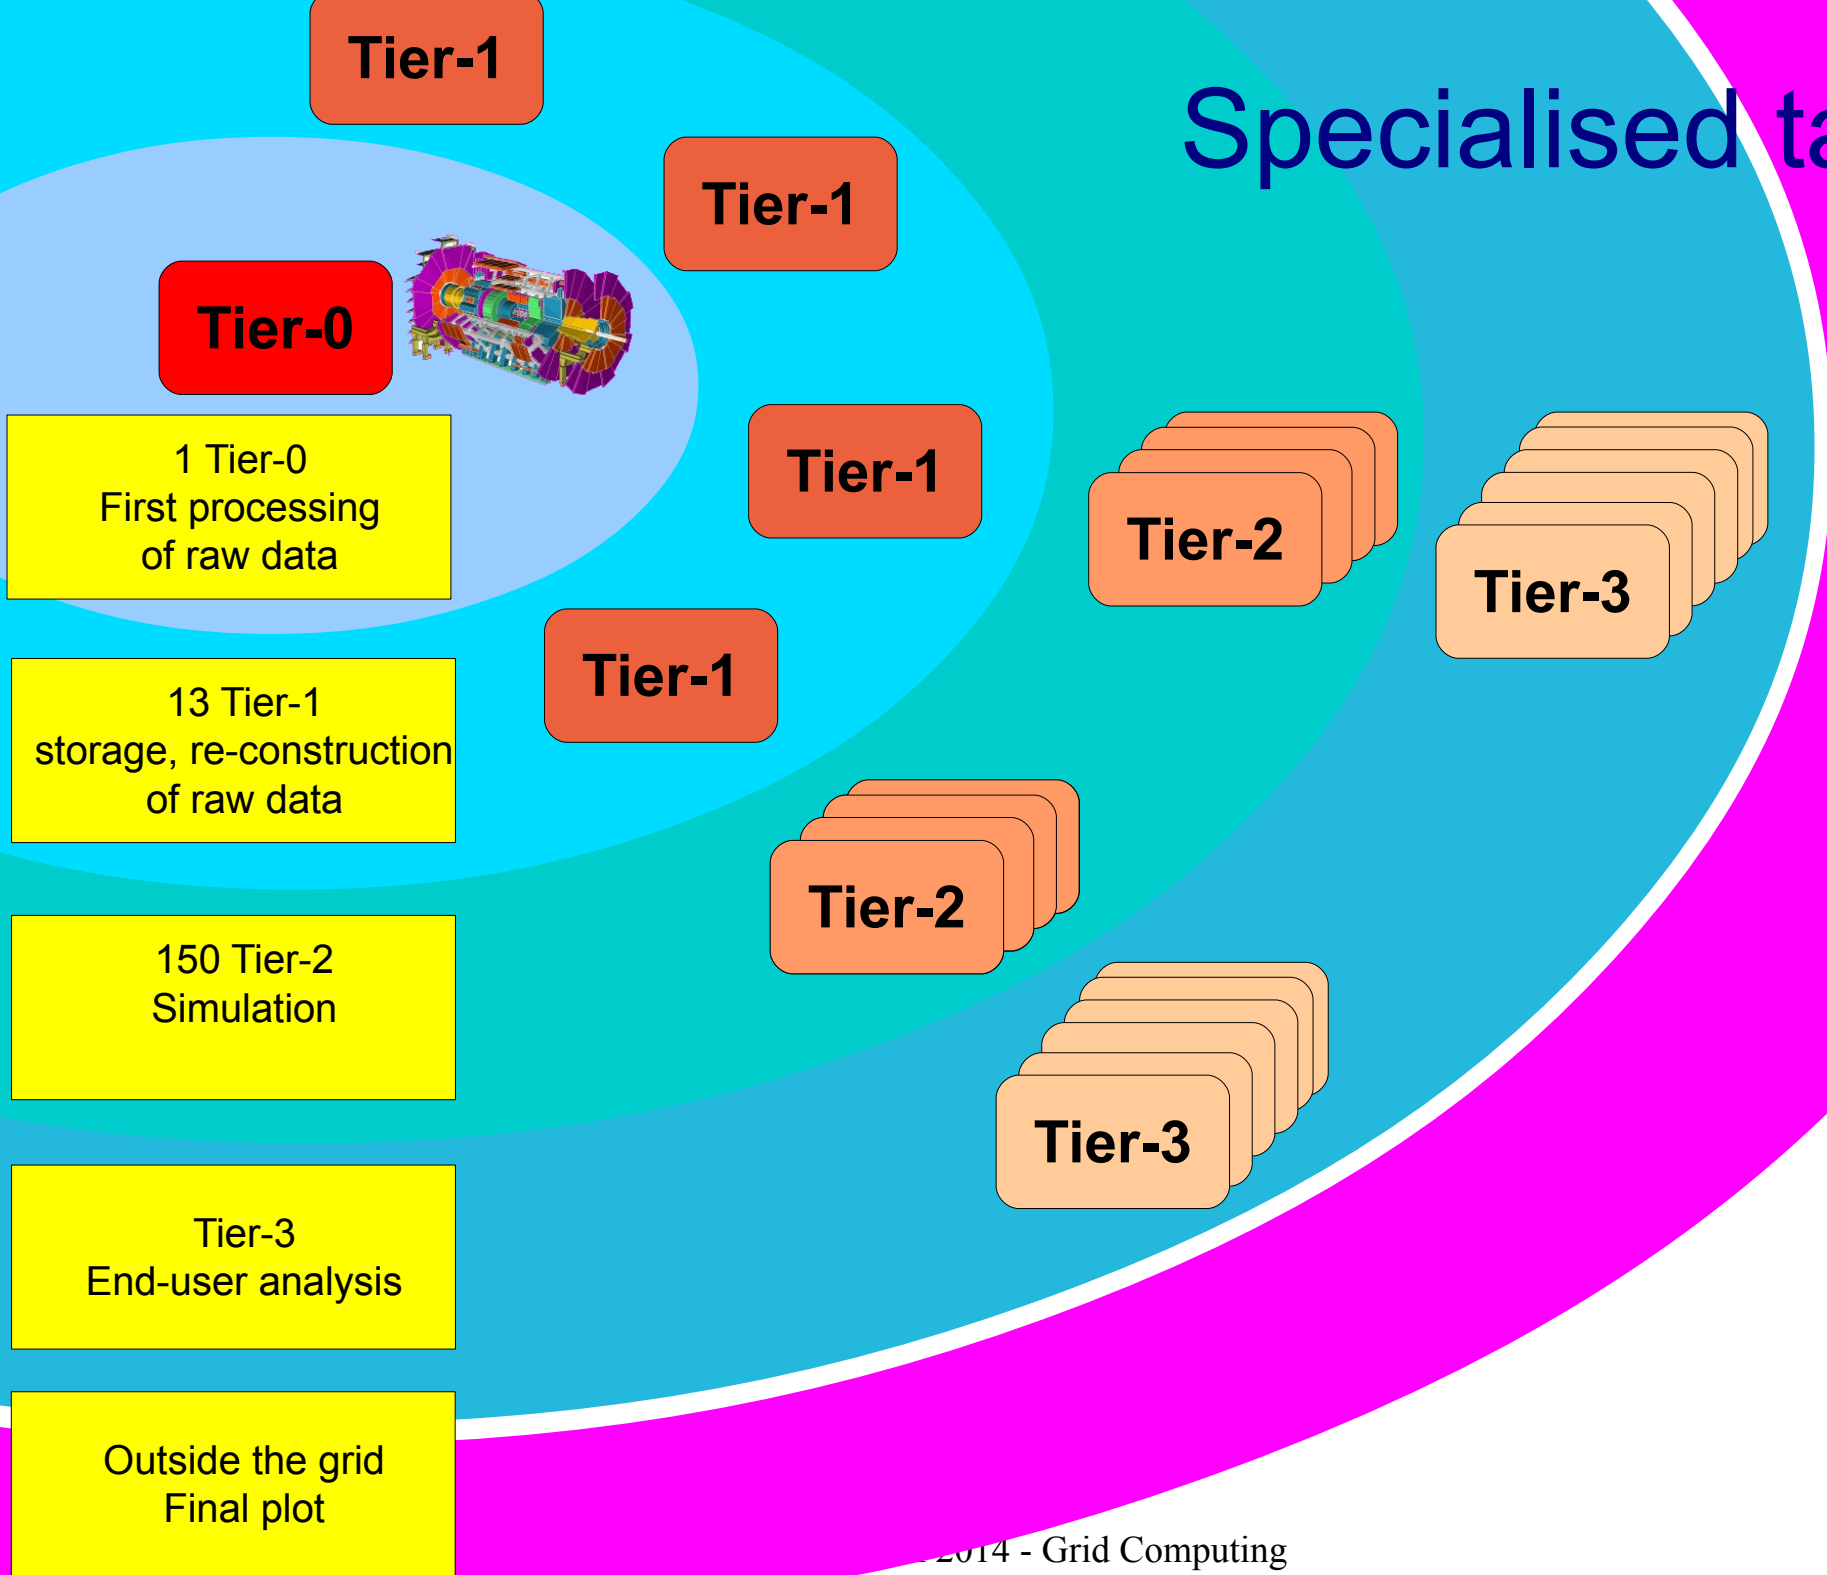 Tier-1
Specialised
Tier-1
Tier-0
Tier-1
1 Tier-0
First processing
of raw data
Tier-2
Tier-3
Tier-1
13 Tier-1
storage, re-construction
of raw data
Tier-2
150 Tier-2
Simulation
Tier-3
Tier-3
End-user analysis
Outside the grid
Final plot
2014 - Grid Computing